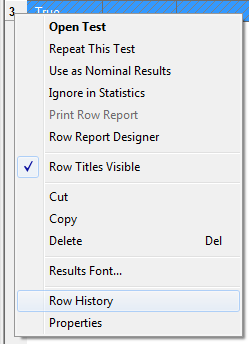 3 True
Open Test
Repeat This Test
Use as Nominal Results
Ignore in Statistics
Print Row Report
Row Report Designer
Row Titles Visible
Cut
Copy
Delete Del
Results Font...
Row History
Properties